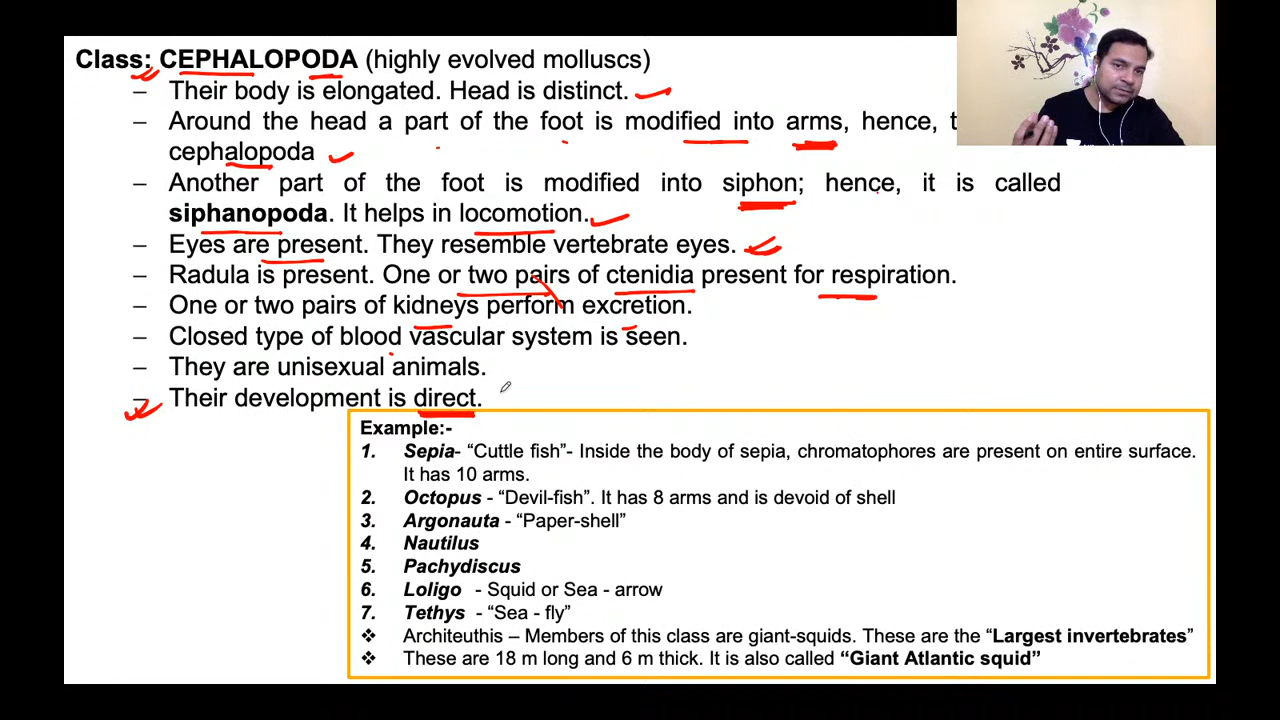 Class: CEPHALOPODA (highly evolved molluscs)
– Their body is elongated. Head is distinct.
– Around the head a part of the foot is modified into arms, hence,
cephalopoda
– Another part of the foot is modified into siphon; hence, it is called
siphanopoda. It helps in locomotion.
– Eyes are present. They resemble vertebrate eyes.
– Radula is present. One or two pairs of ctenidia present for respiration.
– One or two pairs of kidneys perform excretion.
– Closed type of blood vascular system is seen.
– They are unisexual animals.
– Their development is direct.
Example:-
1. Sepia- “Cuttle fish”- Inside the body of sepia, chromatophores are present on entire surface.
It has 10 arms.
2. Octopus - “Devil-fish”. It has 8 arms and is devoid of shell
3. Argonauta - “Paper-shell”
4. Nautilus
5. Pachydiscus
6. Loligo - Squid or Sea - arrow
7. Tethys - “Sea - fly”
❖ Architeuthis – Members of this class are giant-squids. These are the “Largest invertebrates”
❖ These are 18 m long and 6 m thick. It is also called “Giant Atlantic squid”